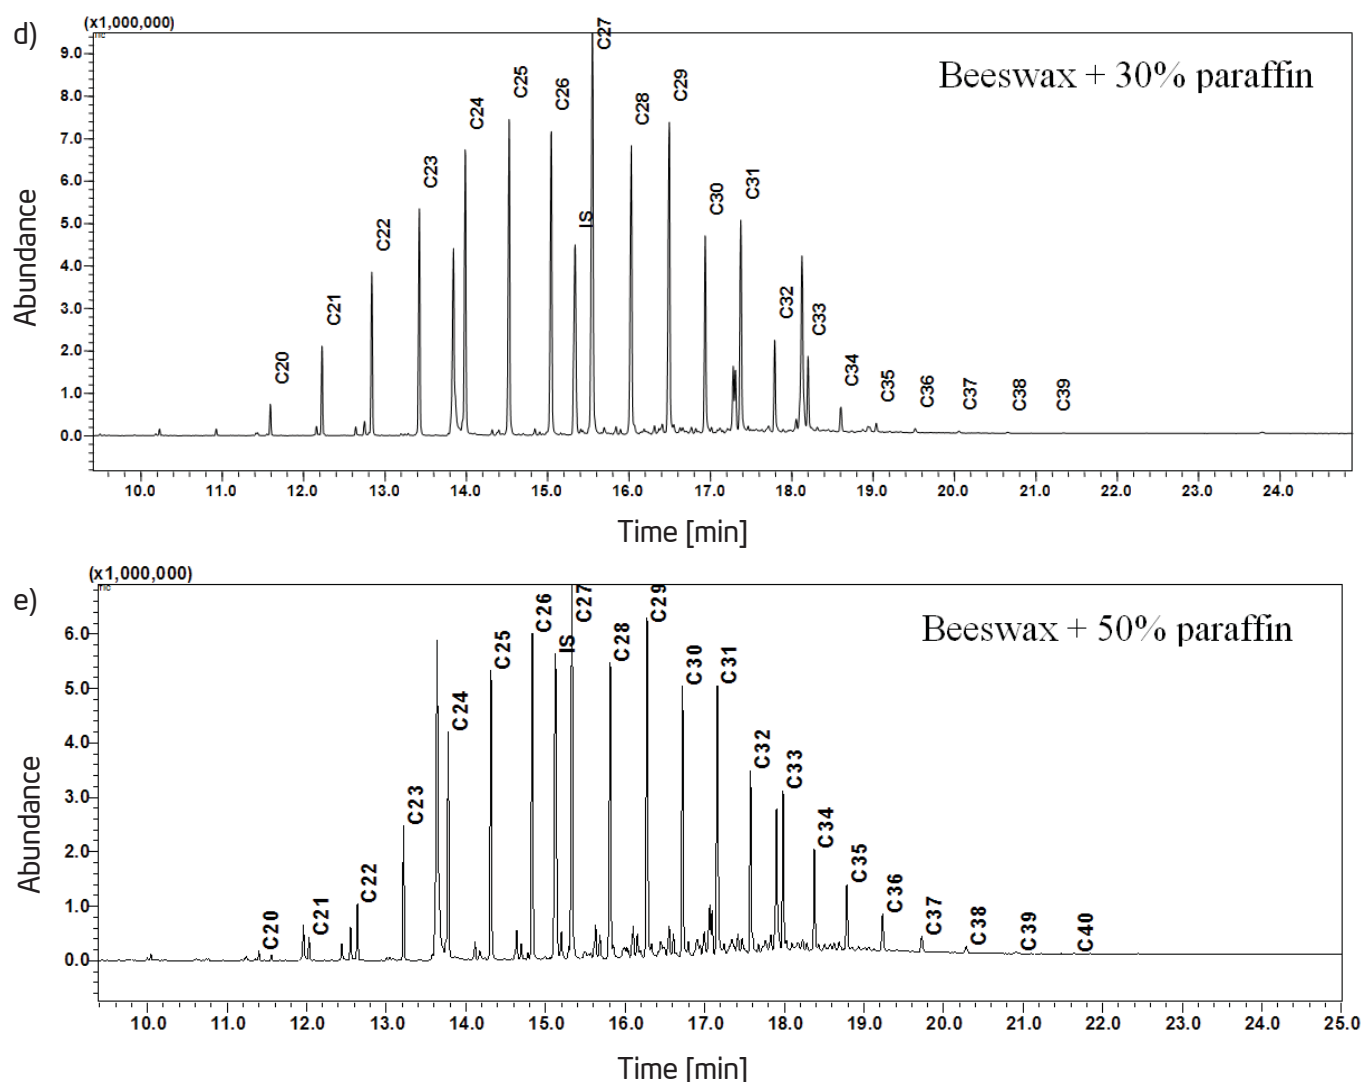 d)
(x1,000,000)
TIC
Beeswax + 30% paraffin
Abundance
9.0
8.0
7.0
6.0
5.0
4.0
3.0
2.0
1.0
0.0
C20
C21
C22
C23
C24
C25
C26
IS
C27
C28
C29
C30
C31
C32
C33
C34
C35
C36
C37
C38
C39
10.0 11.0 12.0 13.0 14.0 15.0 16.0 17.0 18.0 19.0 20.0 21.0 22.0 23.0 24.0
Time [min]
e)
(x1,000,000)
TIC
Beeswax + 50% paraffin
Abundance
6.0
5.0
4.0
3.0
2.0
1.0
0.0
C20
C21
C22
C23
C24
C25
C26
IS
C27
C28
C29
C30
C31
C32
C33
C34
C35
C36
C37
C38
C39
C40
10.0 11.0 12.0 13.0 14.0 15.0 16.0 17.0 18.0 19.0 20.0 21.0 22.0 23.0 24.0 25.0
Time [min]